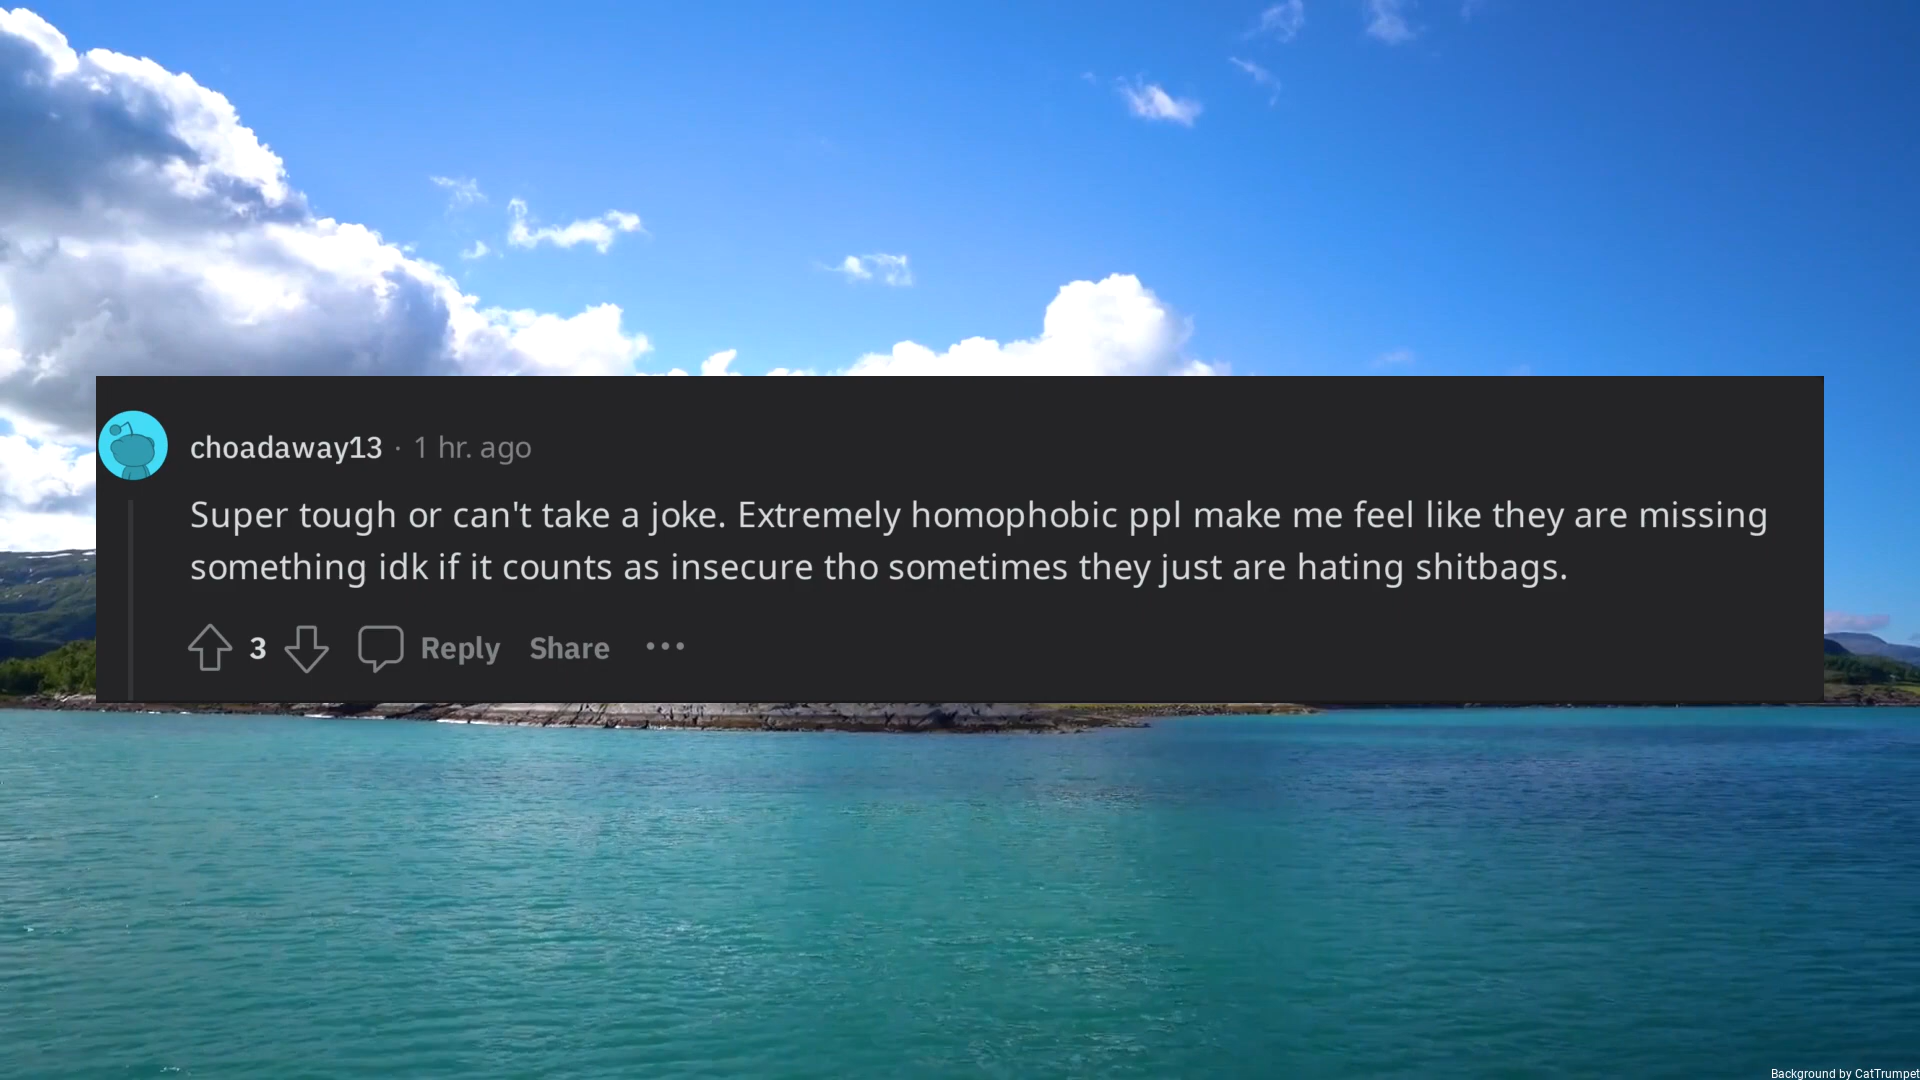 choadaway13 · 1 hr. ago
Super tough or can't take a joke. Extremely homophobic ppl make me feel like they are missing
something idk if it counts as insecure tho sometimes they just are hating shitbags.
3 Reply Share ···
Background by CatTrumpet